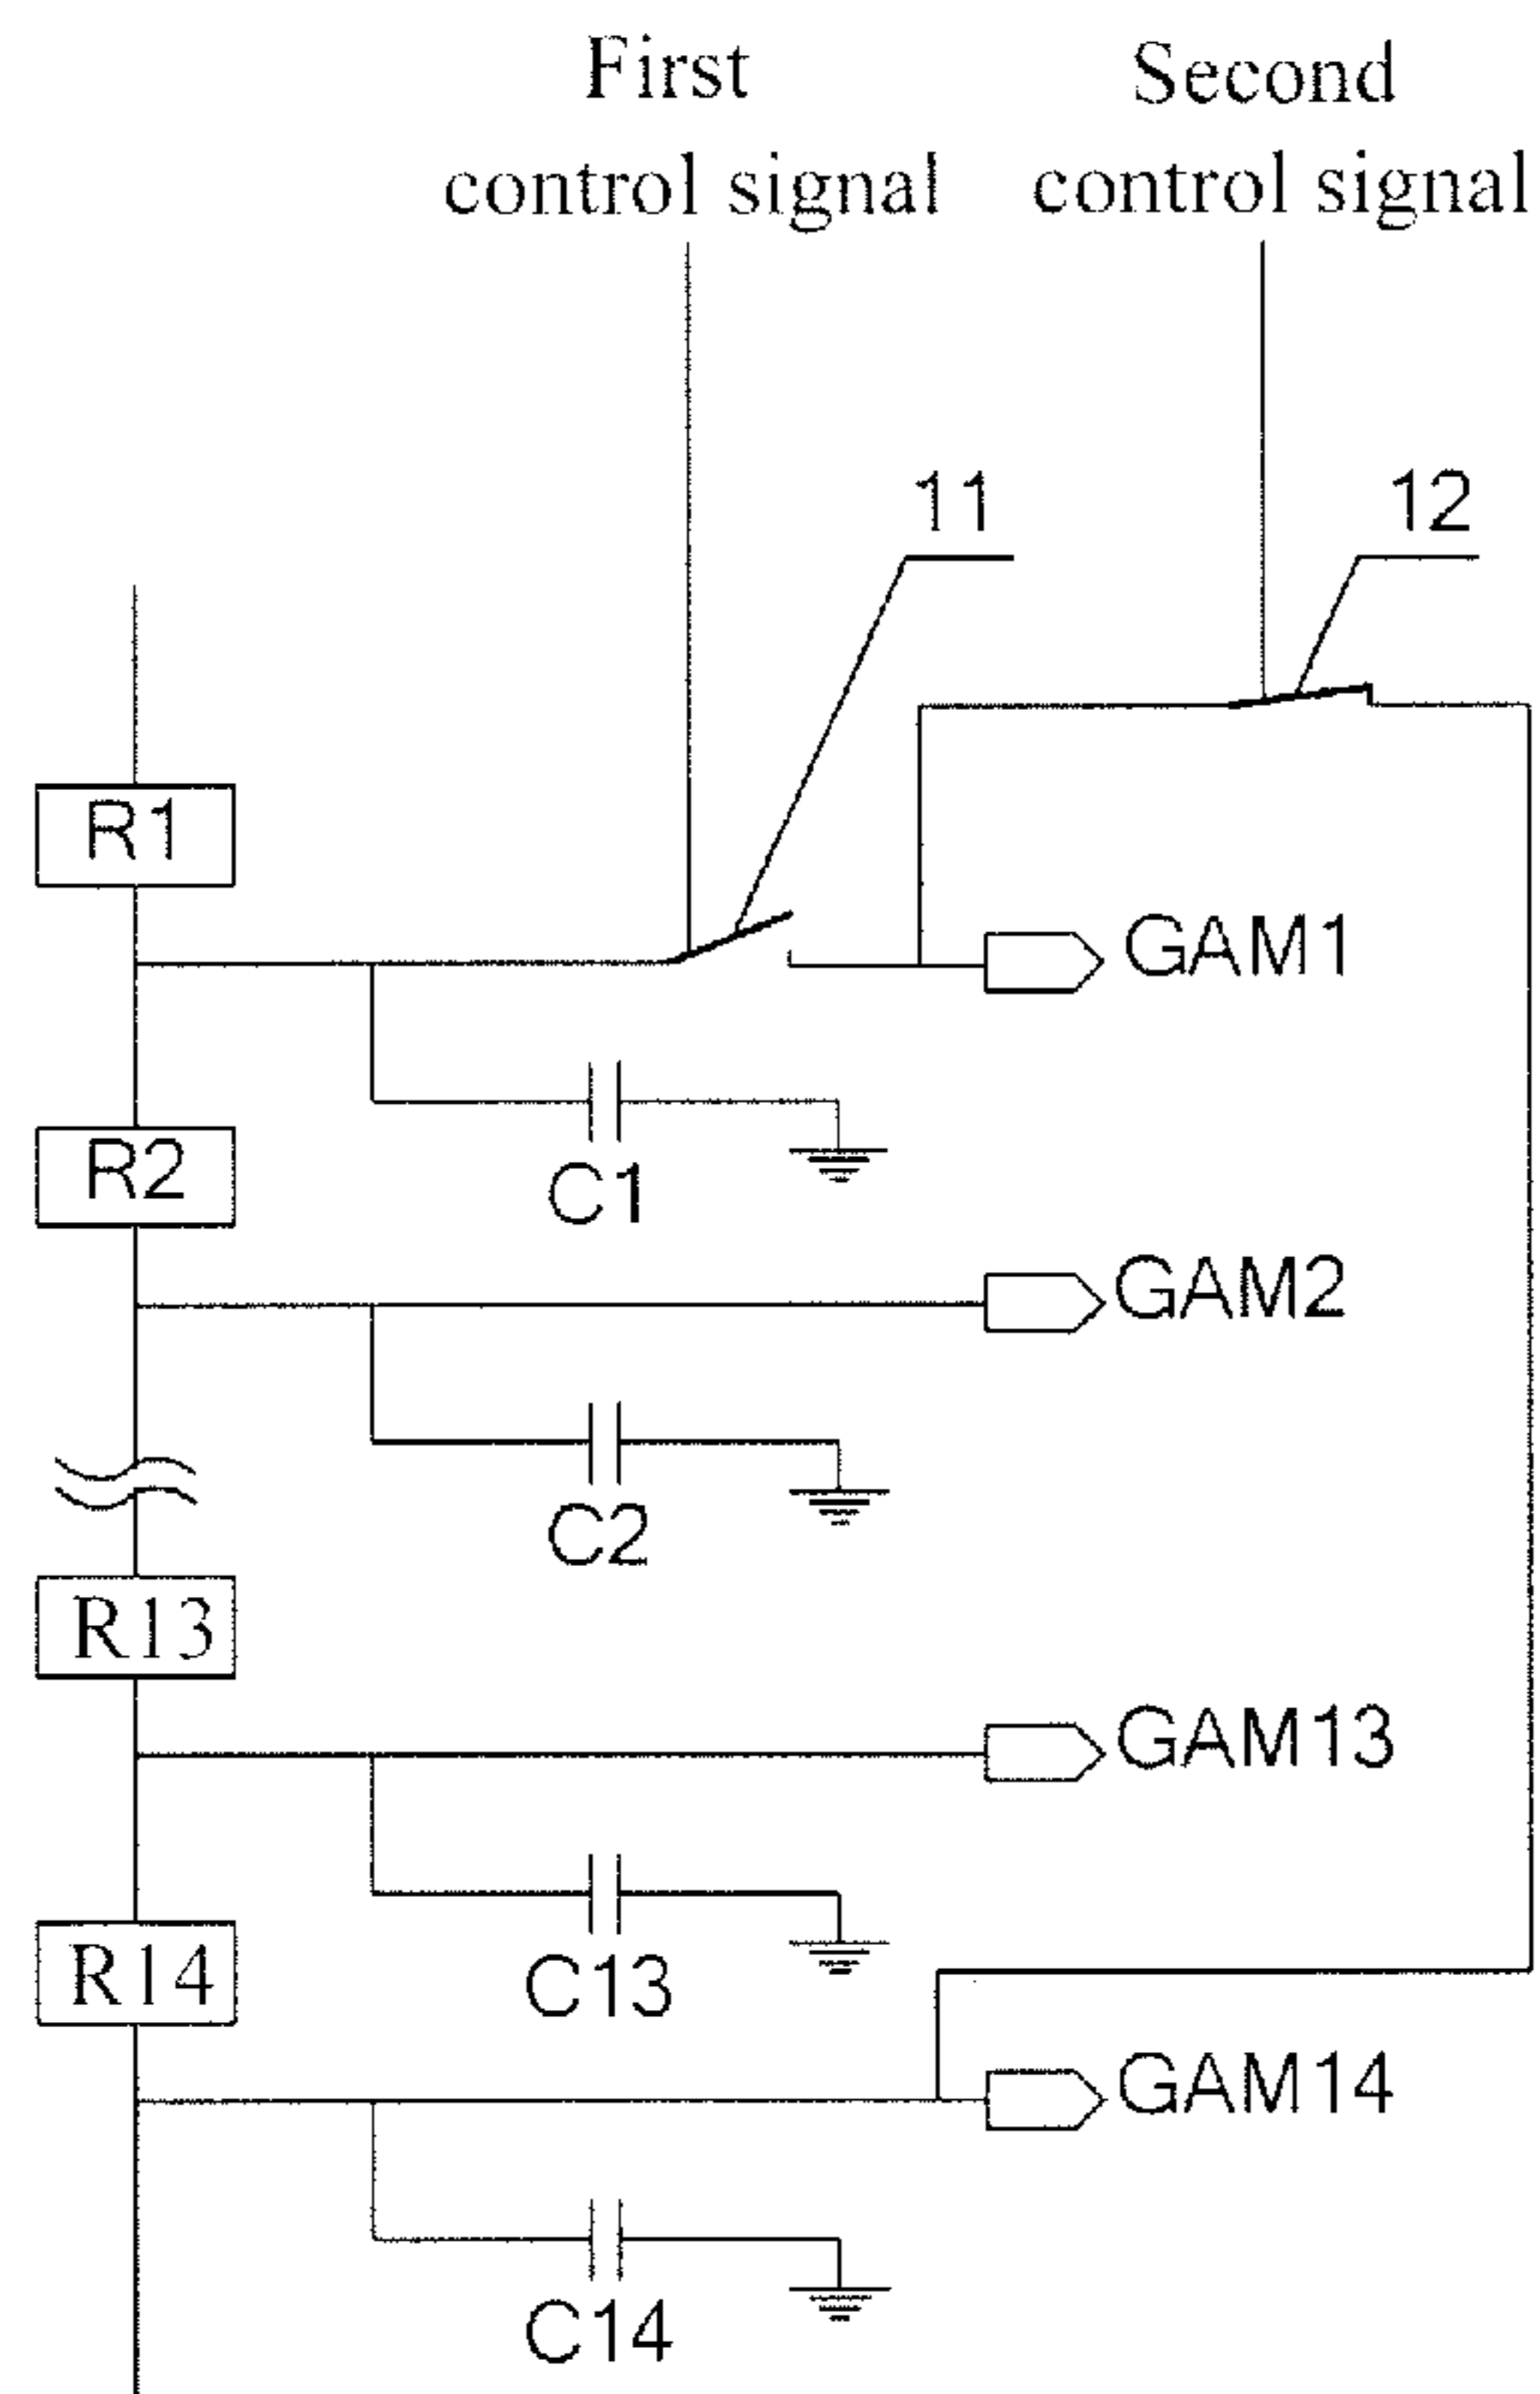 First
control signal
Second
control signal
11
12
R1
GAM1
C1
R2
GAM2
C2
R13
GAM13
C13
R14
GAM14
C14